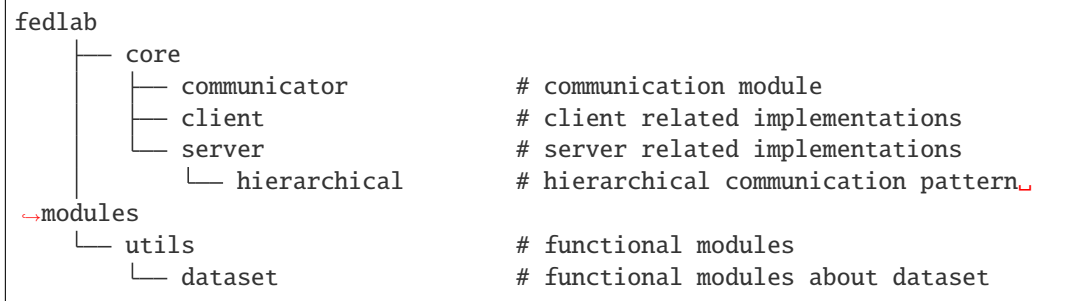 fedlab
├── core
│   ├── communicator            # communication module
│   ├── client                  # client related implementations
│   └── server                  # server related implementations
│       └── hierarchical        # hierarchical communication pattern␣
↪modules
└── utils                       # functional modules
    └── dataset                 # functional modules about dataset